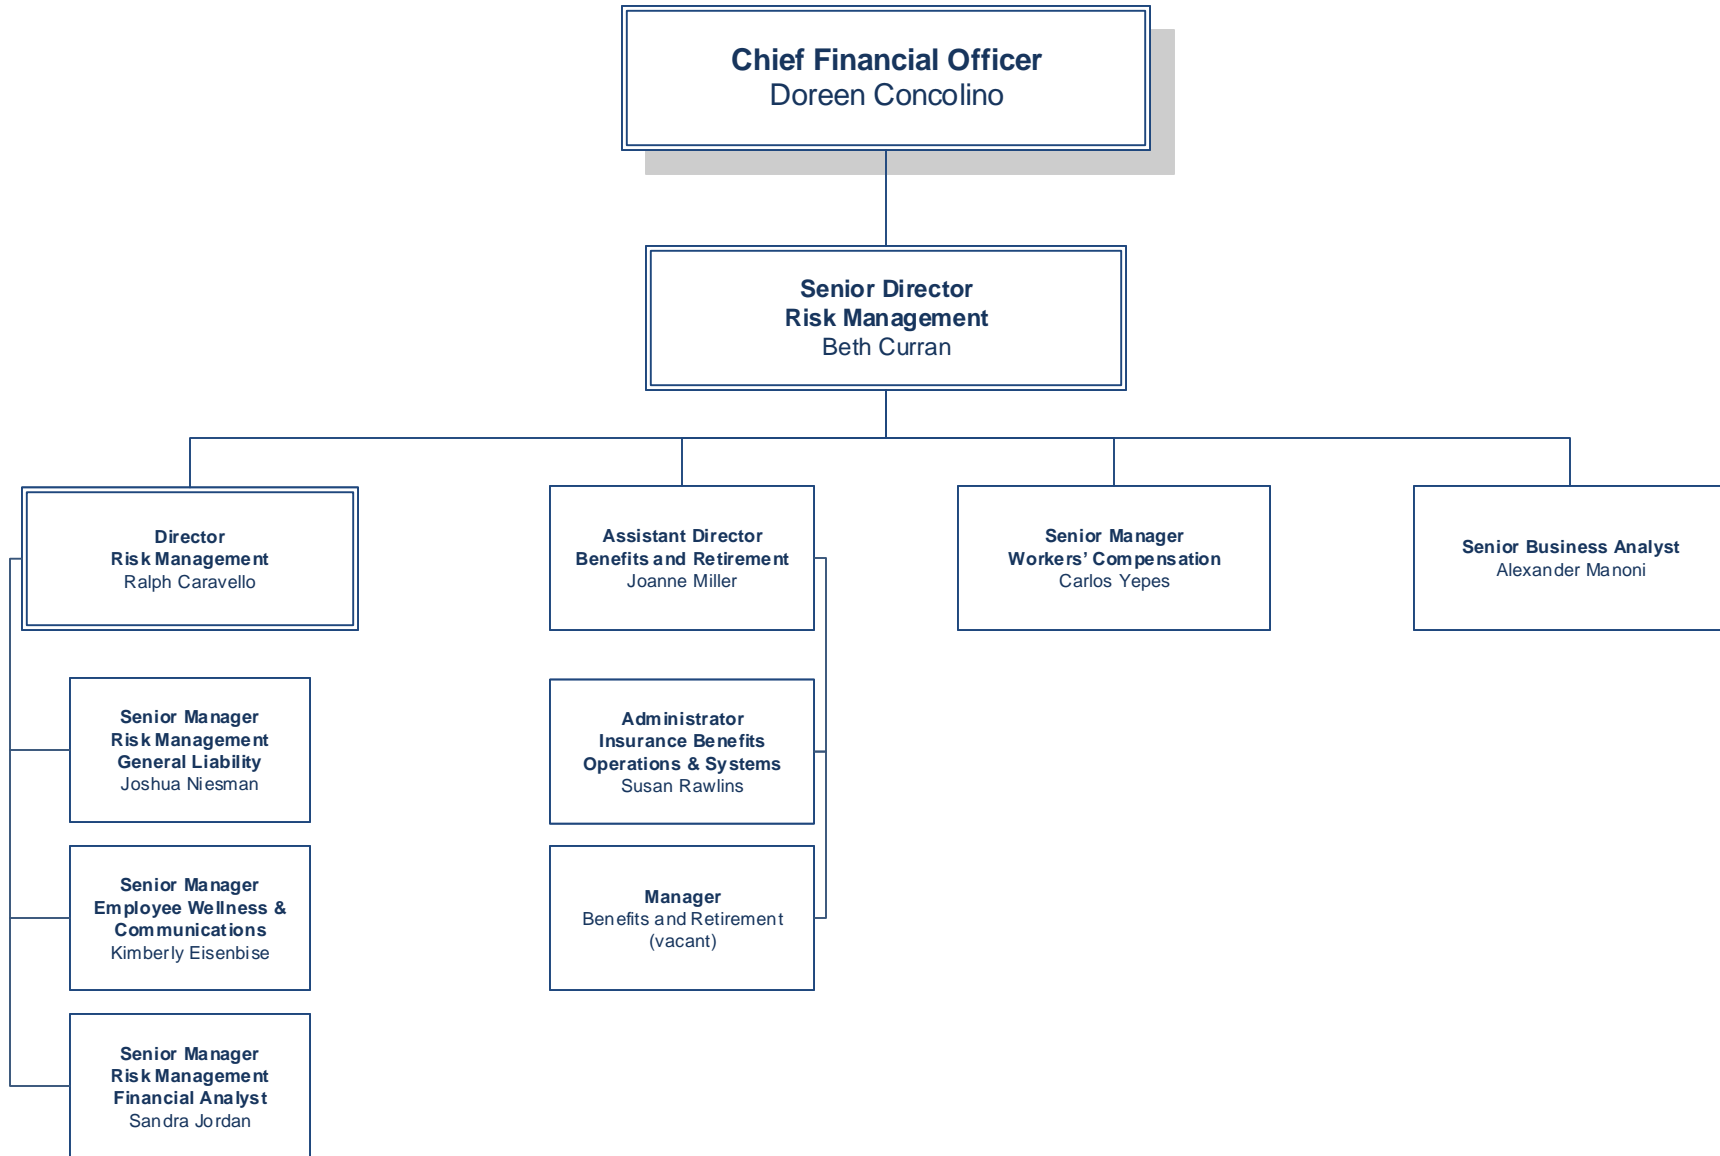 Chief Financial Officer
Doreen Concolino
Senior Director
Risk Management
Beth Curran
Director
Risk Management
Ralph Caravello
Assistant Director
Benefits and Retirement
Joanne Miller
Senior Manager
Workers’ Compensation
Carlos Yepes
Senior Business Analyst
Alexander Manoni
Senior Manager
Risk Management
General Liability
Joshua Niesman
Administrator
Insurance Benefits
Operations & Systems
Susan Rawlins
Senior Manager
Employee Wellness &
Communications
Kimberly Eisenbise
Manager
Benefits and Retirement
(vacant)
Senior Manager
Risk Management
Financial Analyst
Sandra Jordan